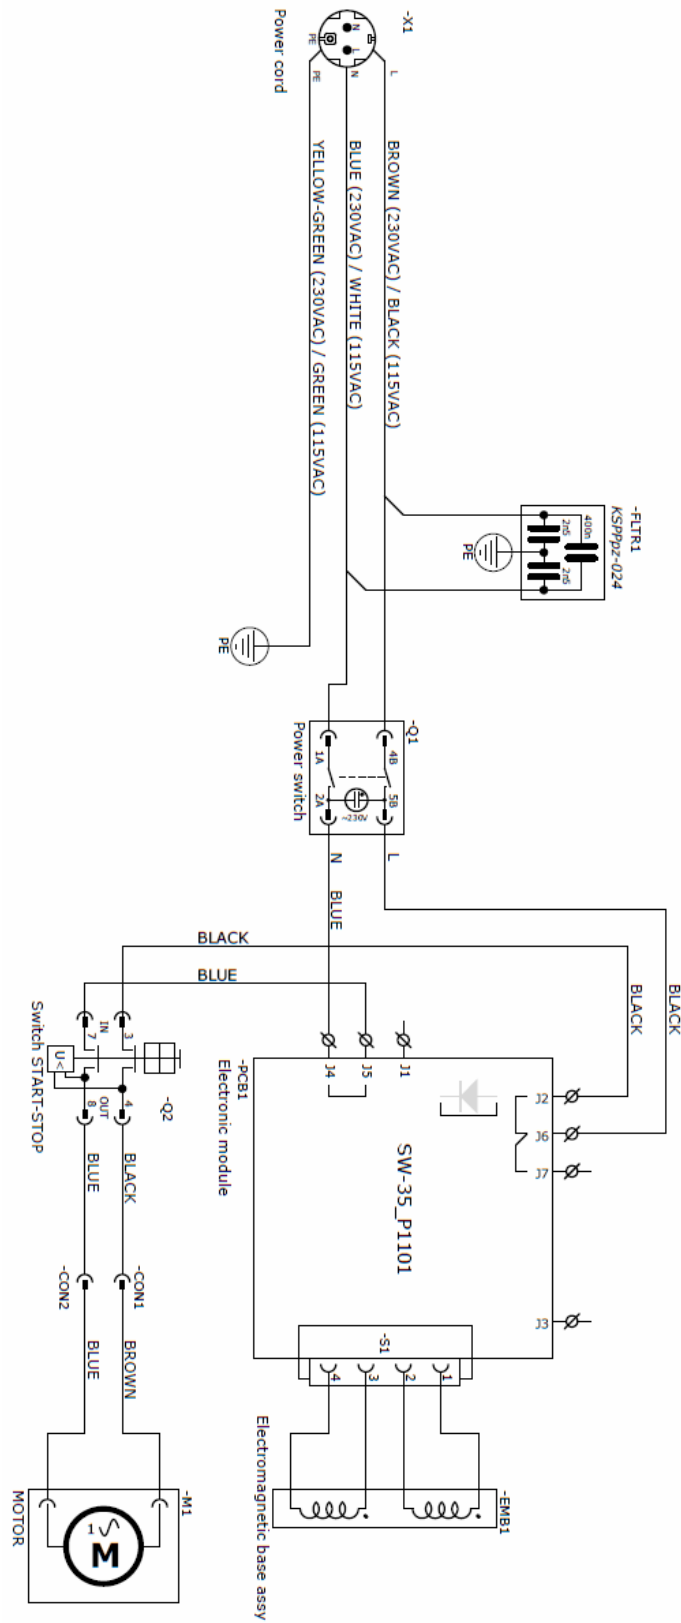 -X1
Power cord
N
L
PE
PE
N
L
BROWN (230VAC) / BLACK (115VAC)
BLUE (230VAC) / WHITE (115VAC)
YELLOW-GREEN (230VAC) / GREEN (115VAC)
-FLTR1
KSPPpz-024
400n
2n5
2n5
PE
PE
-Q1
Power switch
4B
5B
1A
2A
~230V
L
N
BLUE
BLACK
BLUE
BLACK
BLACK
Switch START-STOP
-Q2
IN
3
7
U<
OUT
4
8
BLACK
BLUE
-CON1
-CON2
BROWN
BLUE
-M1
MOTOR
M
1
-PCB1
Electronic module
SW-35_P1101
J1
J5
J4
J2
J6
J7
J3
-S1
1
2
3
4
-EMB1
Electromagnetic base assy